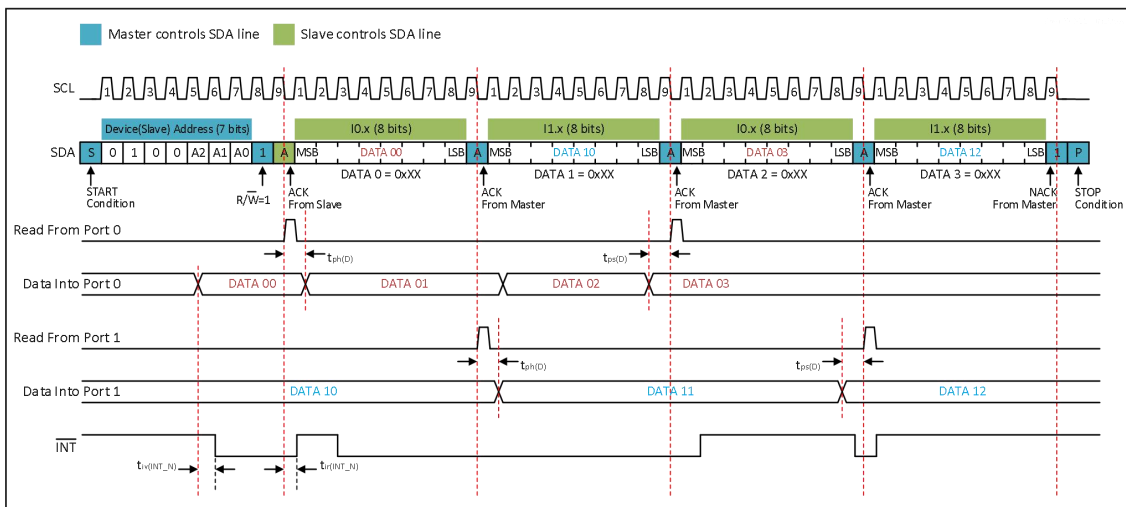 Master controls SDA line
Slave controls SDA line
SCL 1 2 3 4 5 6 7 8 9 1 2 3 4 5 6 7 8 9 1 2 3 4 5 6 7 8 9 1 2 3 4 5 6 7 8 9 1 2 3 4 5 6 7 8 9
Device(Slave) Address (7 bits) I0.x (8 bits) I1.x (8 bits) I0.x (8 bits) I1.x (8 bits)
SDA S 0 1 0 0 A2 A1 A0 1 A MSB DATA 00 LSB A MSB DATA 10 LSB A MSB DATA 03 LSB A MSB DATA 12 LSB 1 P
DATA 0 = 0xXX DATA 1 = 0xXX DATA 2 = 0xXX DATA 3 = 0xXX
START Condition
R/W=1
ACK From Slave
ACK From Master
ACK From Master
ACK From Master
NACK From Master
STOP Condition
Read From Port 0
tph(D) tps(D)
Data Into Port 0 DATA 00 DATA 01 DATA 02 DATA 03
Read From Port 1
tph(D) tps(D)
Data Into Port 1 DATA 10 DATA 11 DATA 12
INT
tiv(INT_N) tir(INT_N)